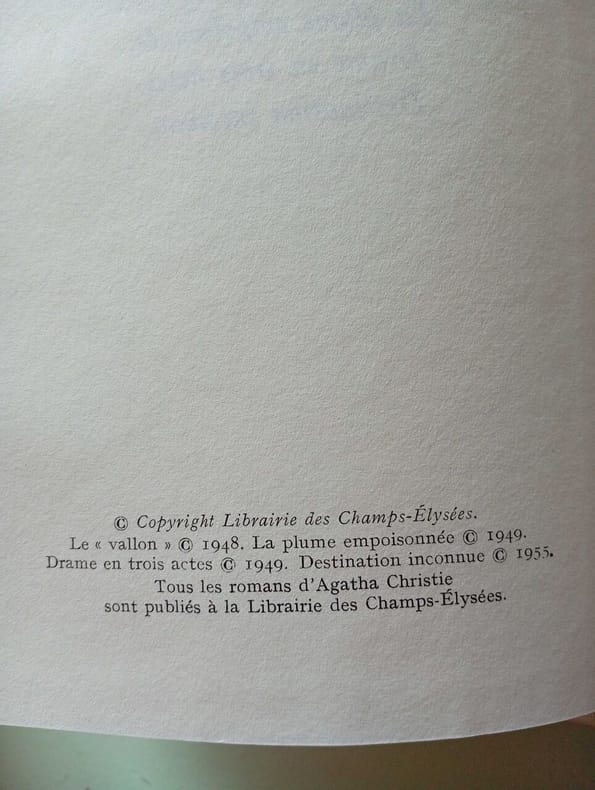 © Copyright Librairie des Champs-Élysées.
Le « vallon » © 1948. La plume empoisonnée © 1949.
Drame en trois actes © 1949. Destination inconnue © 1955.
Tous les romans d'Agatha Christie
sont publiés à la Librairie des Champs-Élysées.